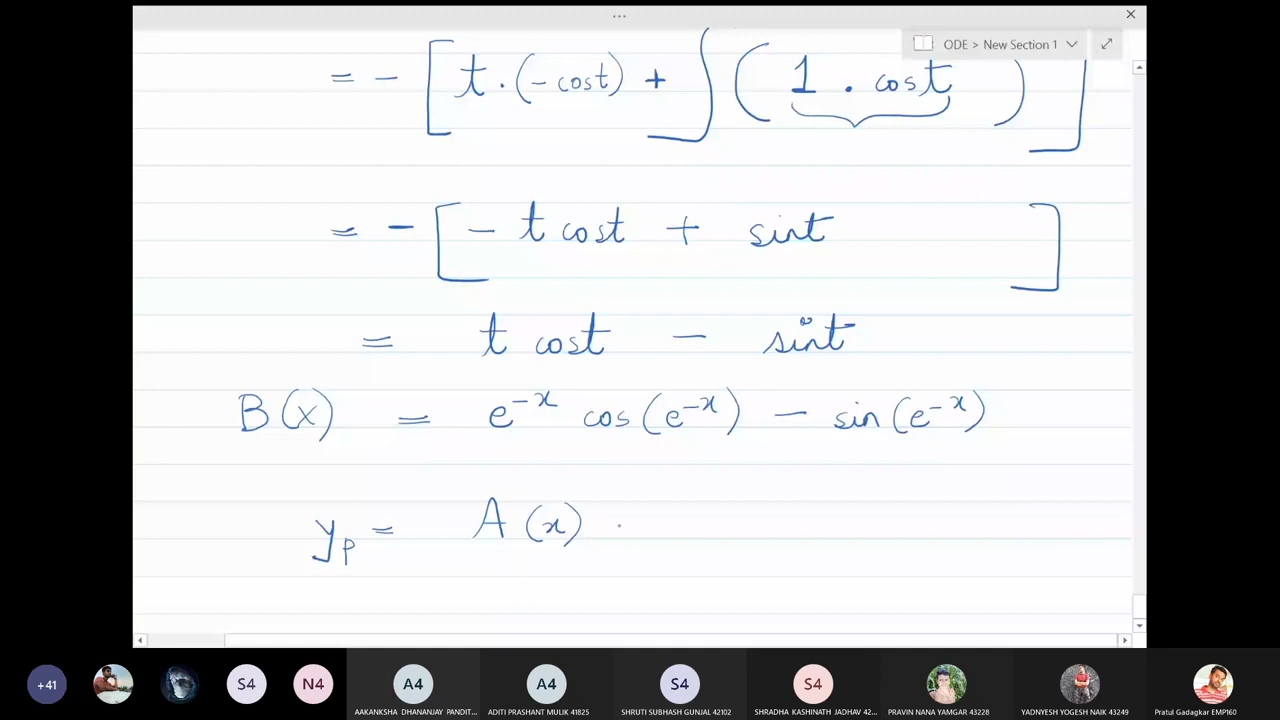 ODE > New Section 1
= - [ t · (-cost) + ∫ ( 1 . cost ) ]
= - [ - t cost + sint ]
= t cost - sint
B(x) = e^{-x} cos(e^{-x}) - sin(e^{-x})
y_p = A(x) ·
+41 S4 N4 A4 A4 S4 S4
AAKANKSHA DHANANJAY PANDIT... ADITI PRASHANT MULIK 41825 SHRUTI SUBHASH GUNJAL 42102 SHRADHA KASHINATH JADHAV 42... PRAVIN NANA YAMGAR 43228 YADNYESH YOGESH NAIK 43249 Pratul Gadagkar EMP160